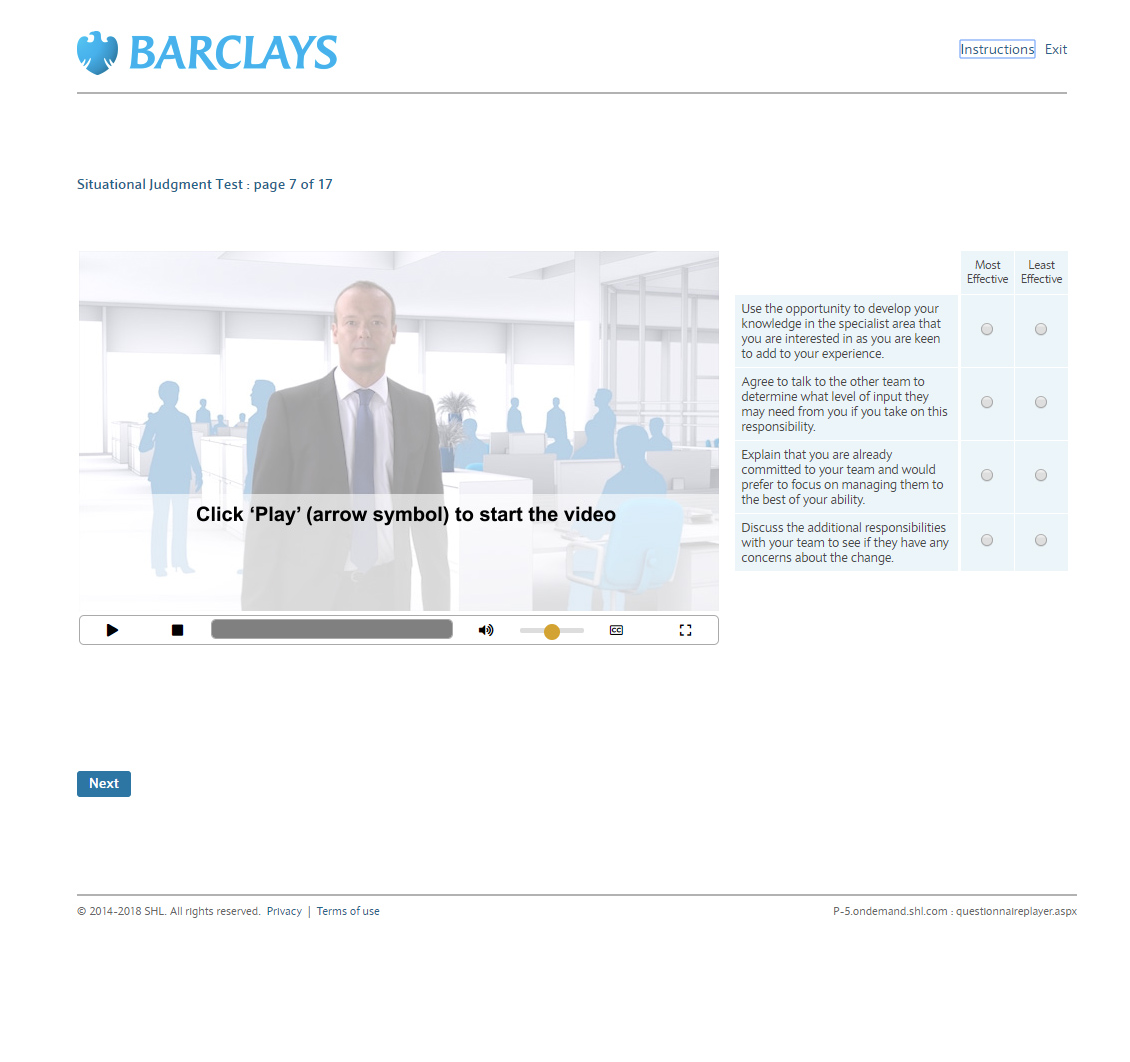 BARCLAYS
Instructions Exit
Situational Judgment Test : page 7 of 17
Click ‘Play’ (arrow symbol) to start the video
CC
Most
Effective
Least
Effective
Use the opportunity to develop your
knowledge in the specialist area that
you are interested in as you are keen
to add to your experience.
Agree to talk to the other team to
determine what level of input they
may need from you if you take on this
responsibility.
Explain that you are already
committed to your team and would
prefer to focus on managing them to
the best of your ability.
Discuss the additional responsibilities
with your team to see if they have any
concerns about the change.
Next
© 2014-2018 SHL. All rights reserved. Privacy | Terms of use
P-5.ondemand.shl.com : questionnaireplayer.aspx